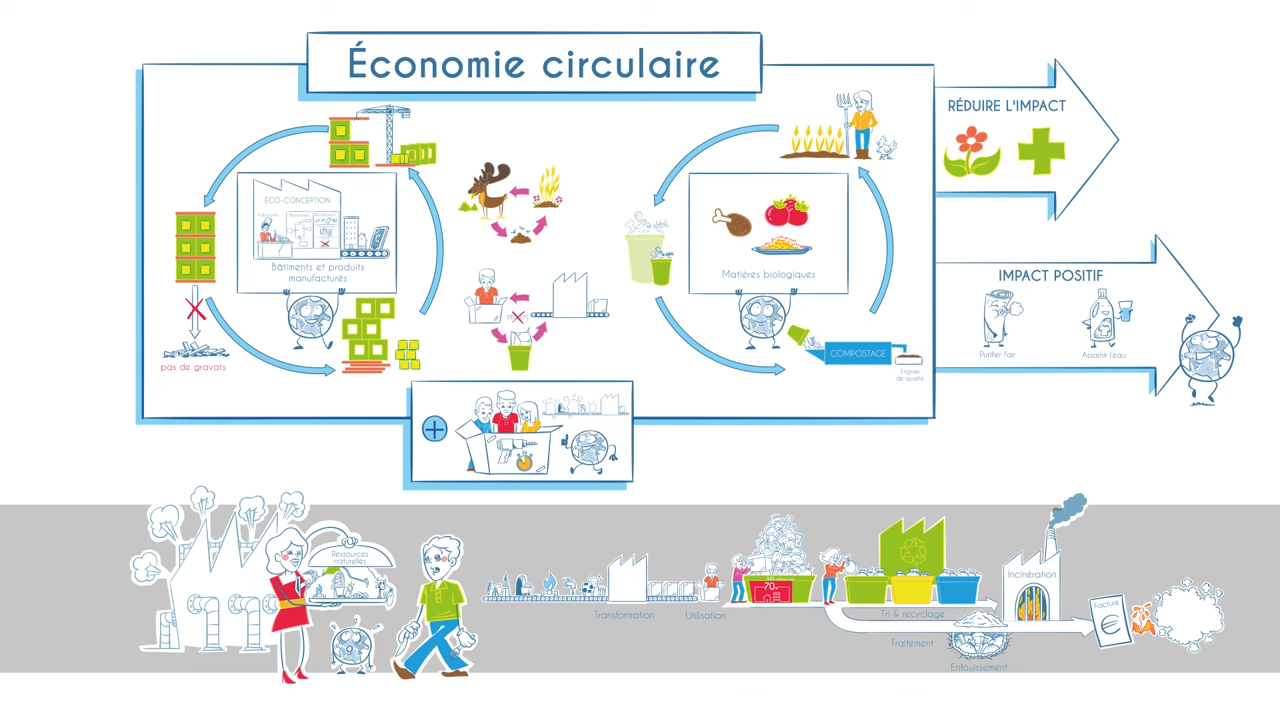 Économie circulaire
RÉDUIRE L'IMPACT
ECO-CONCEPTION
Bâtiments et produits
manufacturés
pas de gravats
Matières biologiques
COMPOSTAGE
Engrais
de qualité
IMPACT POSITIF
Purifier l'air
Assainir l'eau
Ressources
naturelles
Transformation
Utilisation
70
Tri & recyclage
Traitement
Enfouissement
Incinération
Facture
€